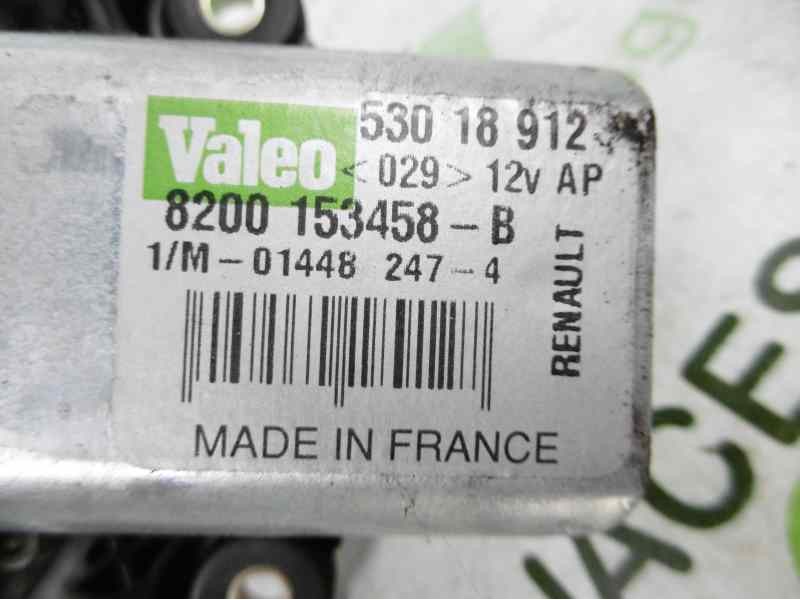 Valeo 530 18 912
<029> 12v AP
8200 153458-B
1/M-01448 247-4
RENAULT
MADE IN FRANCE